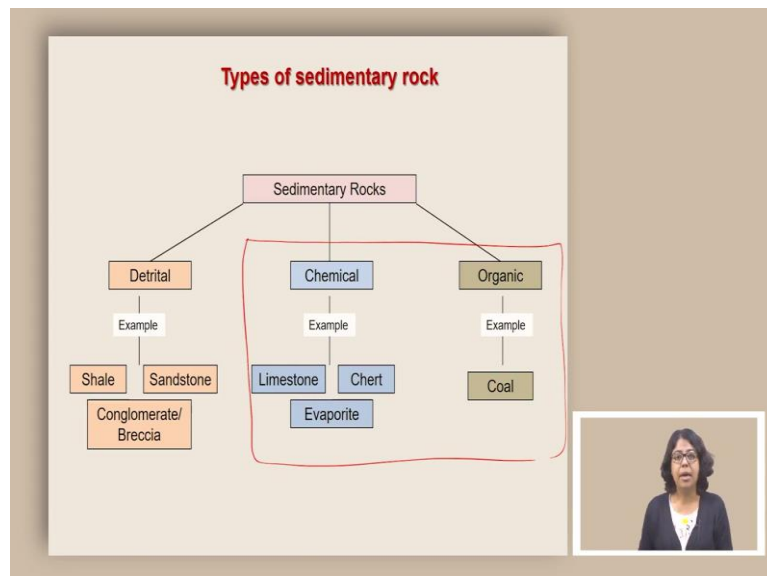 Types of sedimentary rock
Sedimentary Rocks
Detrital
Chemical
Organic
Example
Example
Example
Shale
Sandstone
Limestone
Chert
Coal
Conglomerate/
Breccia
Evaporite